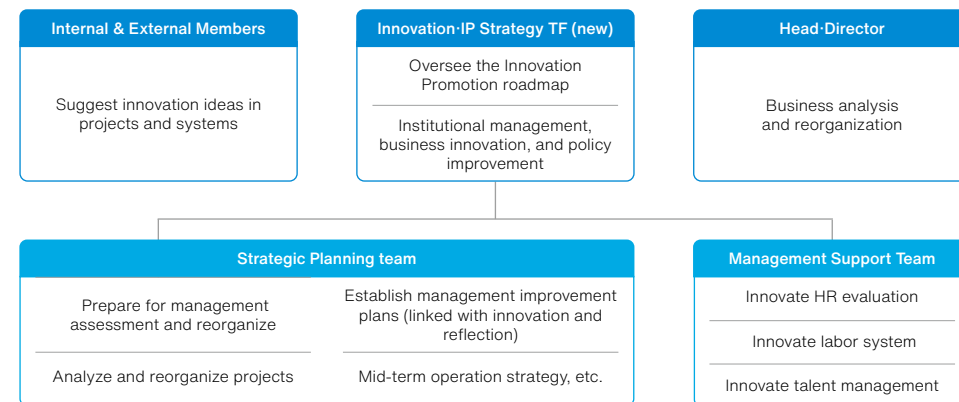 Internal & External Members
Suggest innovation ideas in
projects and systems
Innovation·IP Strategy TF (new)
Oversee the Innovation
Promotion roadmap
Institutional management,
business innovation, and policy
improvement
Head·Director
Business analysis
and reorganization
Strategic Planning team
Prepare for management
assessment and reorganize
Establish management improvement
plans (linked with innovation and
reflection)
Analyze and reorganize projects
Mid-term operation strategy, etc.
Management Support Team
Innovate HR evaluation
Innovate labor system
Innovate talent management